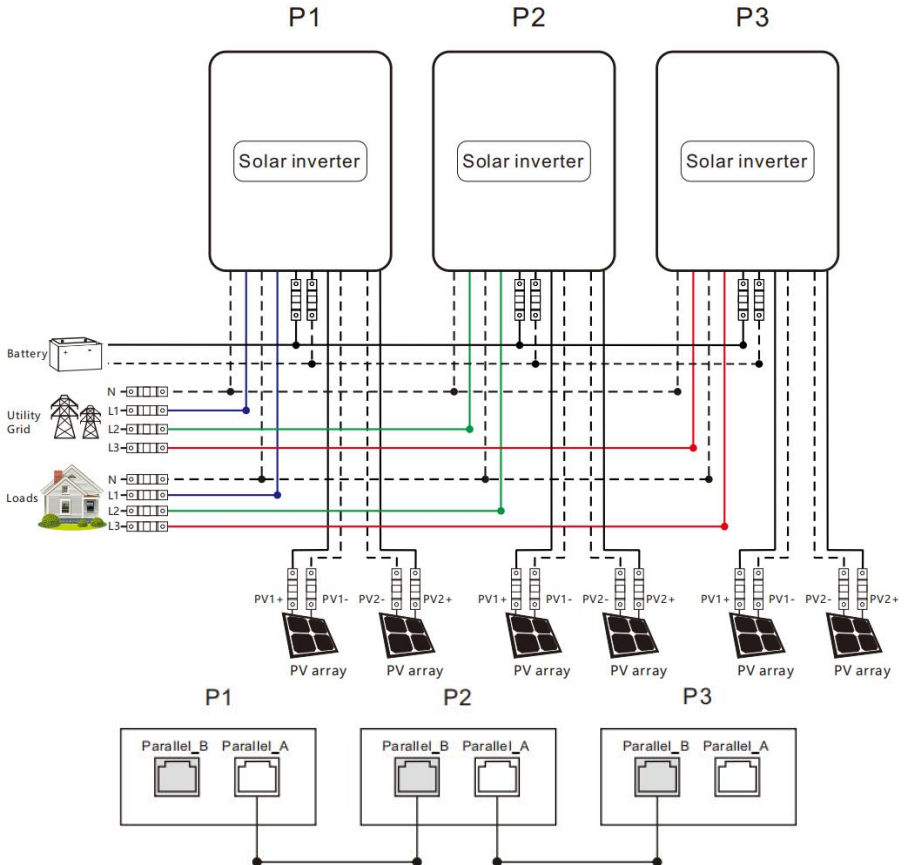 P1 P2 P3
Solar inverter Solar inverter Solar inverter
Battery + -
N
Utility Grid L1
L2
L3
N
Loads L1
L2
L3
PV1+ PV1- PV2- PV2+ PV1+ PV1- PV2- PV2+ PV1+ PV1- PV2- PV2+
PV array PV array PV array PV array PV array PV array
P1 P2 P3
Parallel_B Parallel_A Parallel_B Parallel_A Parallel_B Parallel_A